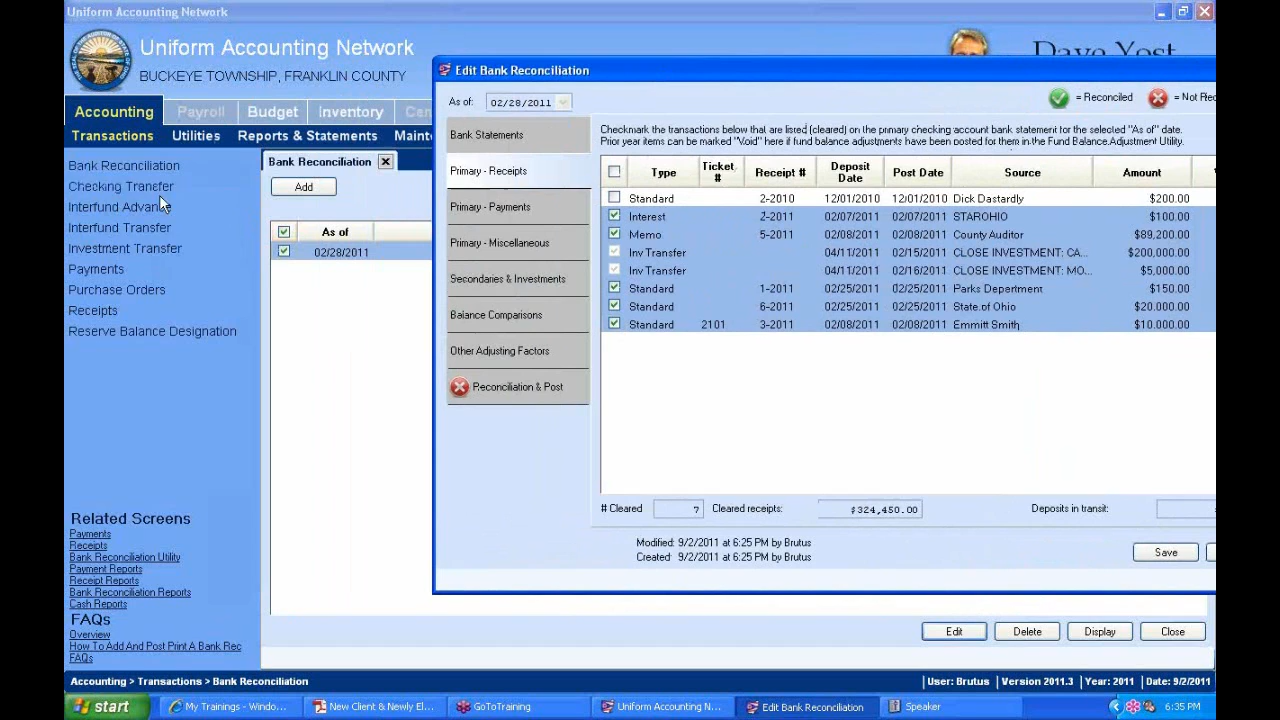 Uniform Accounting Network
Uniform Accounting Network
BUCKEYE TOWNSHIP, FRANKLIN COUNTY
Dave Yost
Accounting Payroll Budget Inventory
Transactions Utilities Reports & Statements
Bank Reconciliation
Checking Transfer
Interfund Advance
Interfund Transfer
Investment Transfer
Payments
Purchase Orders
Receipts
Reserve Balance Designation
Related Screens
Payments
Receipts
Bank Reconciliation Utility
Payment Reports
Receipt Reports
Bank Reconciliation Reports
Cash Reports
FAQs
Overview
How To Add And Post Print A Bank Rec
FAQs
Bank Reconciliation
Add
As of
02/28/2011
Edit Bank Reconciliation
As of: 02/28/2011
= Reconciled = Not Rec
Bank Statements
Primary - Receipts
Primary - Payments
Primary - Miscellaneous
Secondaries & Investments
Balance Comparisons
Other Adjusting Factors
Reconciliation & Post
Checkmark the transactions below that are listed (cleared) on the primary checking account bank statement for the selected "As of" date.
Prior year items can be marked "Void" here if fund balance adjustments have been posted for them in the Fund Balance Adjustment Utility.
Type Ticket # Receipt # Deposit Date Post Date Source Amount
Standard 2-2010 12/01/2010 12/01/2010 Dick Dastardly $200.00
Interest 2-2011 02/07/2011 02/07/2011 STAROHIO $100.00
Memo 5-2011 02/08/2011 02/08/2011 County Auditor $89,200.00
Inv Transfer 04/11/2011 02/15/2011 CLOSE INVESTMENT: CA... $200,000.00
Inv Transfer 04/11/2011 02/16/2011 CLOSE INVESTMENT: MO... $5,000.00
Standard 1-2011 02/25/2011 02/25/2011 Parks Department $150.00
Standard 6-2011 02/25/2011 02/25/2011 State of Ohio $20,000.00
Standard 2101 3-2011 02/08/2011 02/08/2011 Emmitt Smith $10,000.00
# Cleared 7 Cleared receipts: $324,450.00 Deposits in transit:
Modified: 9/2/2011 at 6:25 PM by Brutus
Created: 9/2/2011 at 6:25 PM by Brutus
Save
Edit Delete Display Close
Accounting > Transactions > Bank Reconciliation
User: Brutus Version 2011.3 Year: 2011 Date: 9/2/2011
start My Trainings - Windo... New Client & Newly El... GoToTraining Uniform Accounting N... Edit Bank Reconciliation Speaker 6:35 PM